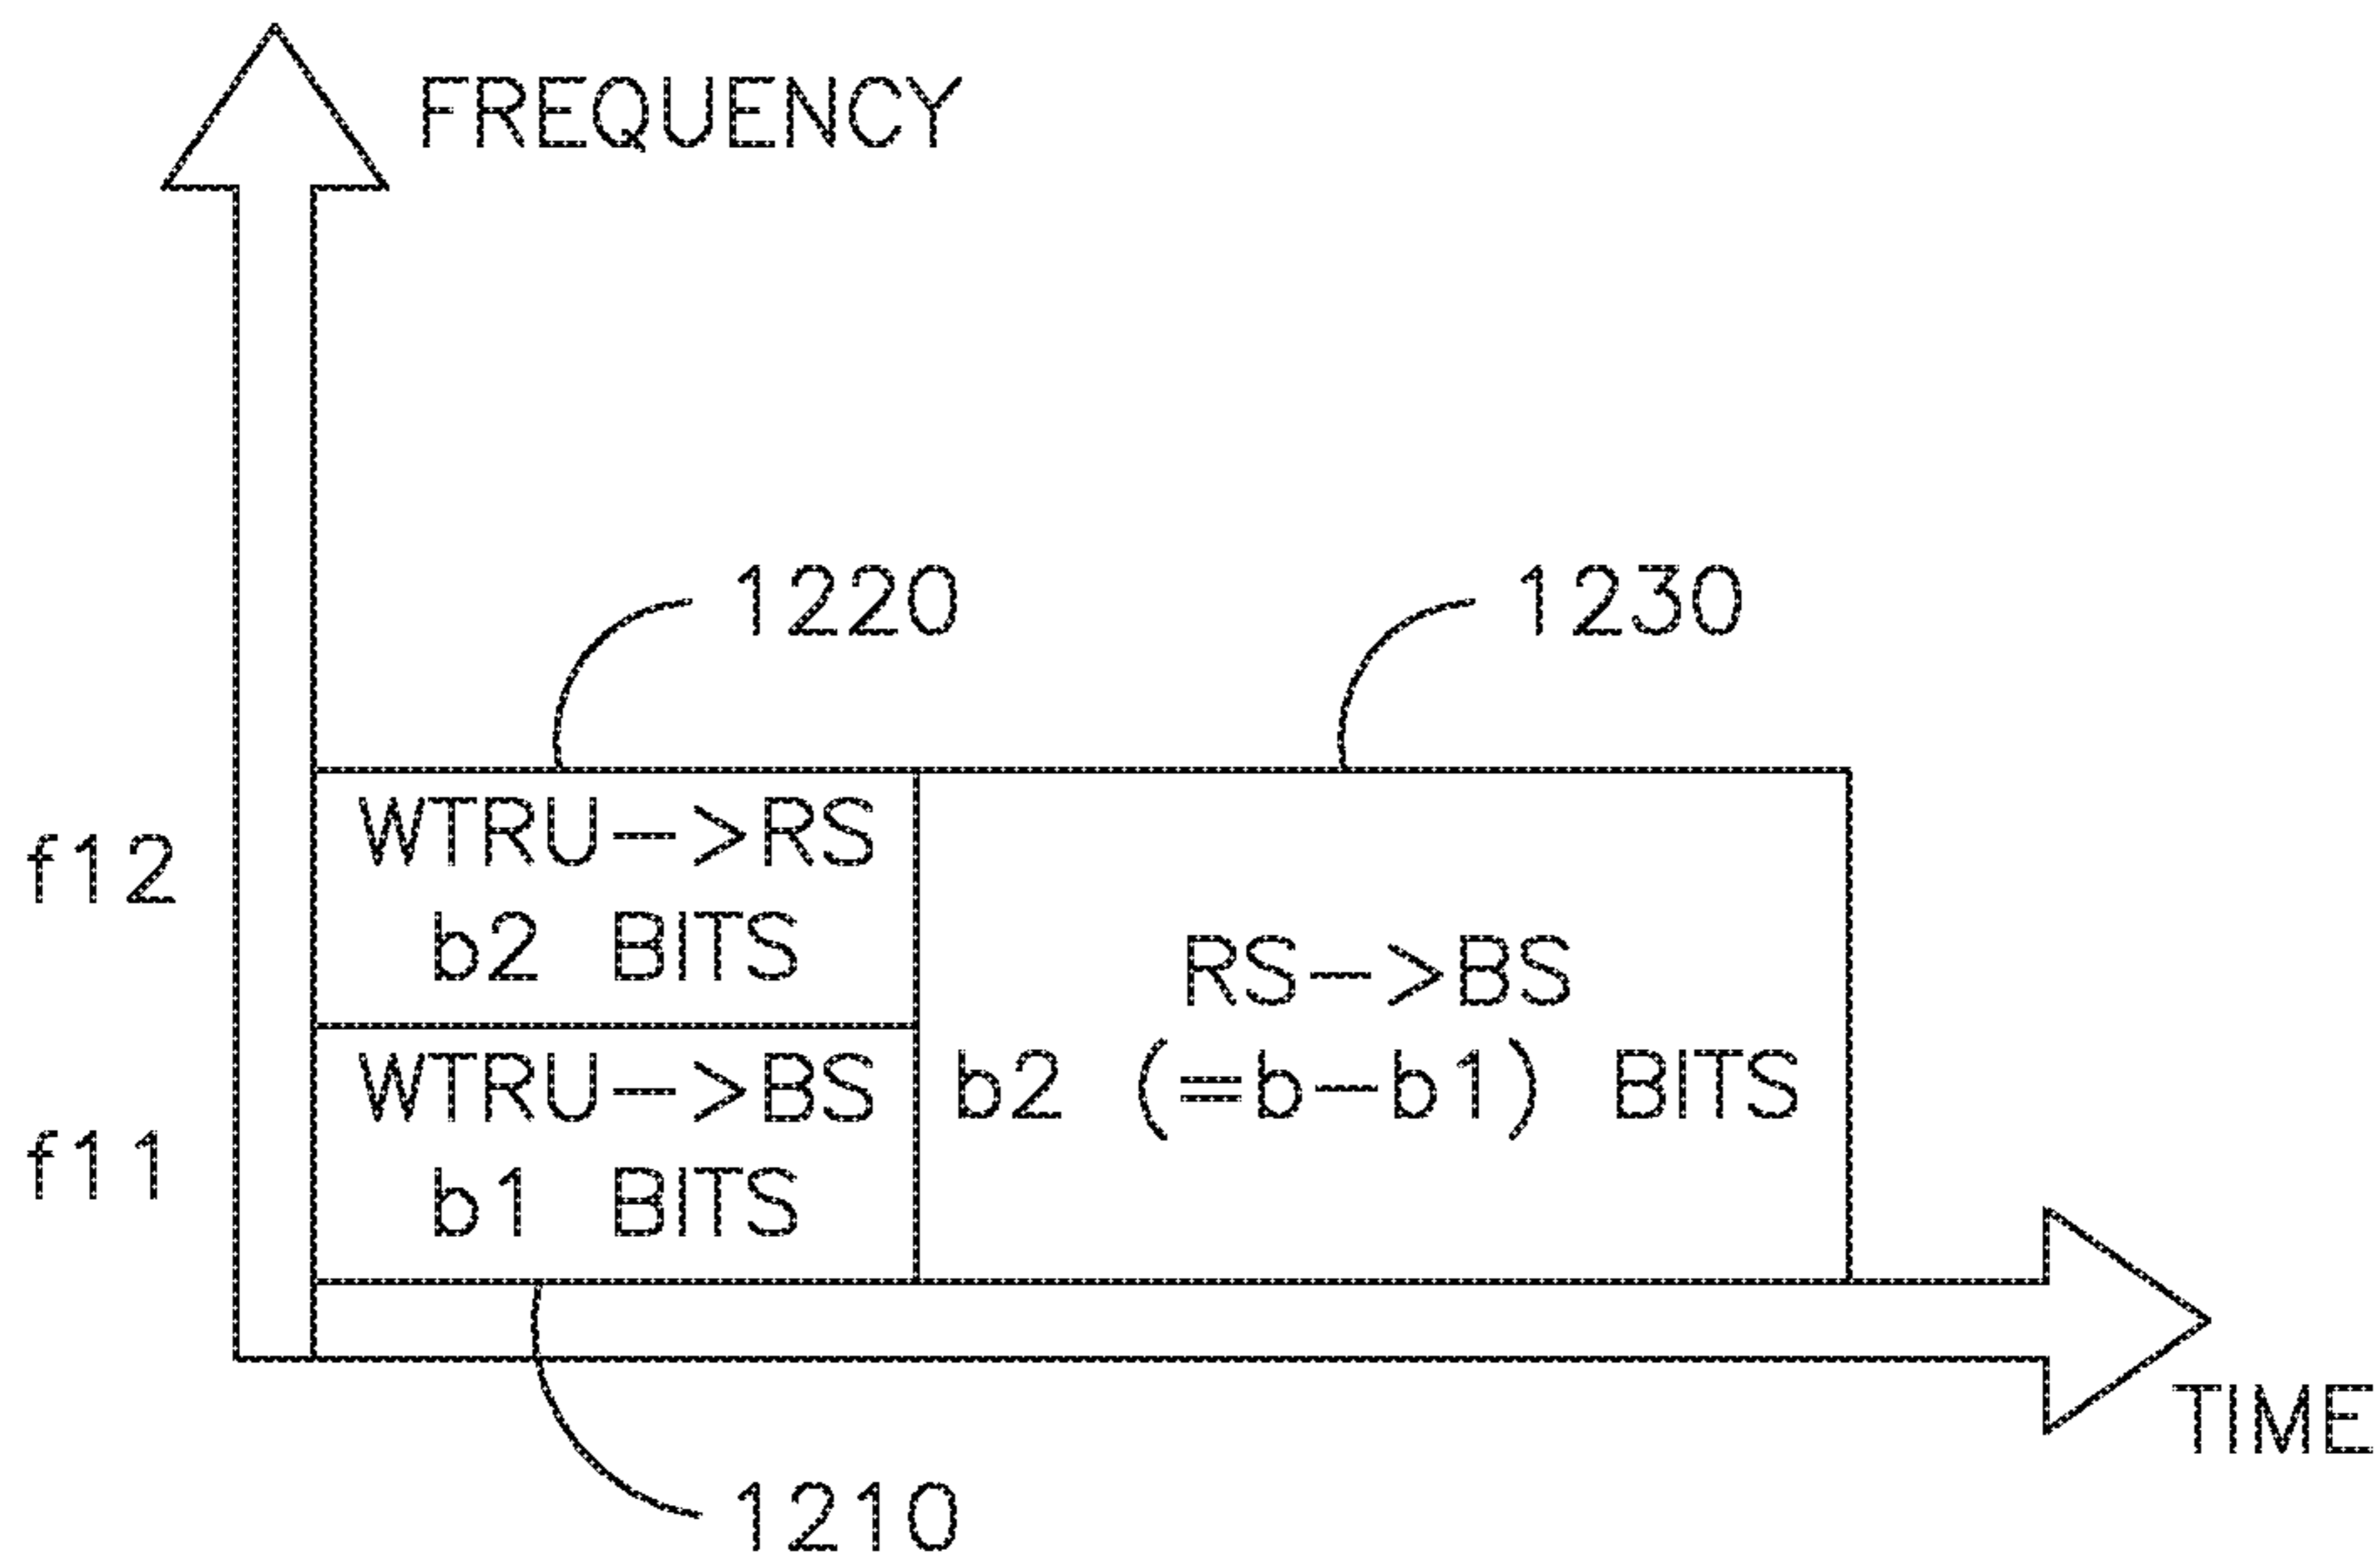 FREQUENCY
1220
1230
f12
WTRU->RS
b2 BITS
RS->BS
b2 (=b-b1) BITS
f11
WTRU->BS
b1 BITS
TIME
1210